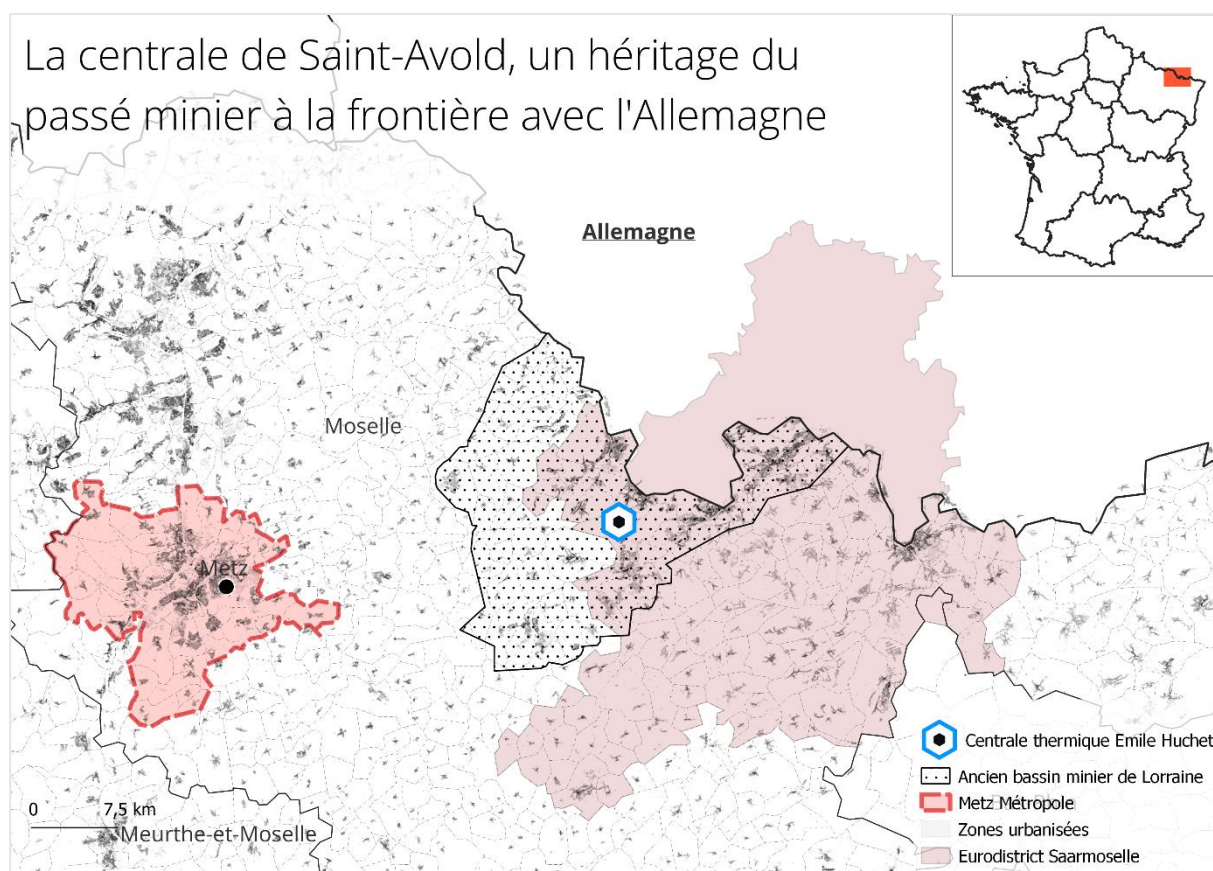 La centrale de Saint-Avold, un héritage du
passé minier à la frontière avec l'Allemagne
Allemagne
Moselle
Metz
0 7,5 km
Meurthe-et-Moselle
Centrale thermique Emile Huchet
Ancien bassin minier de Lorraine
Metz Métropole
Zones urbanisées
Eurodistrict Saarmoselle